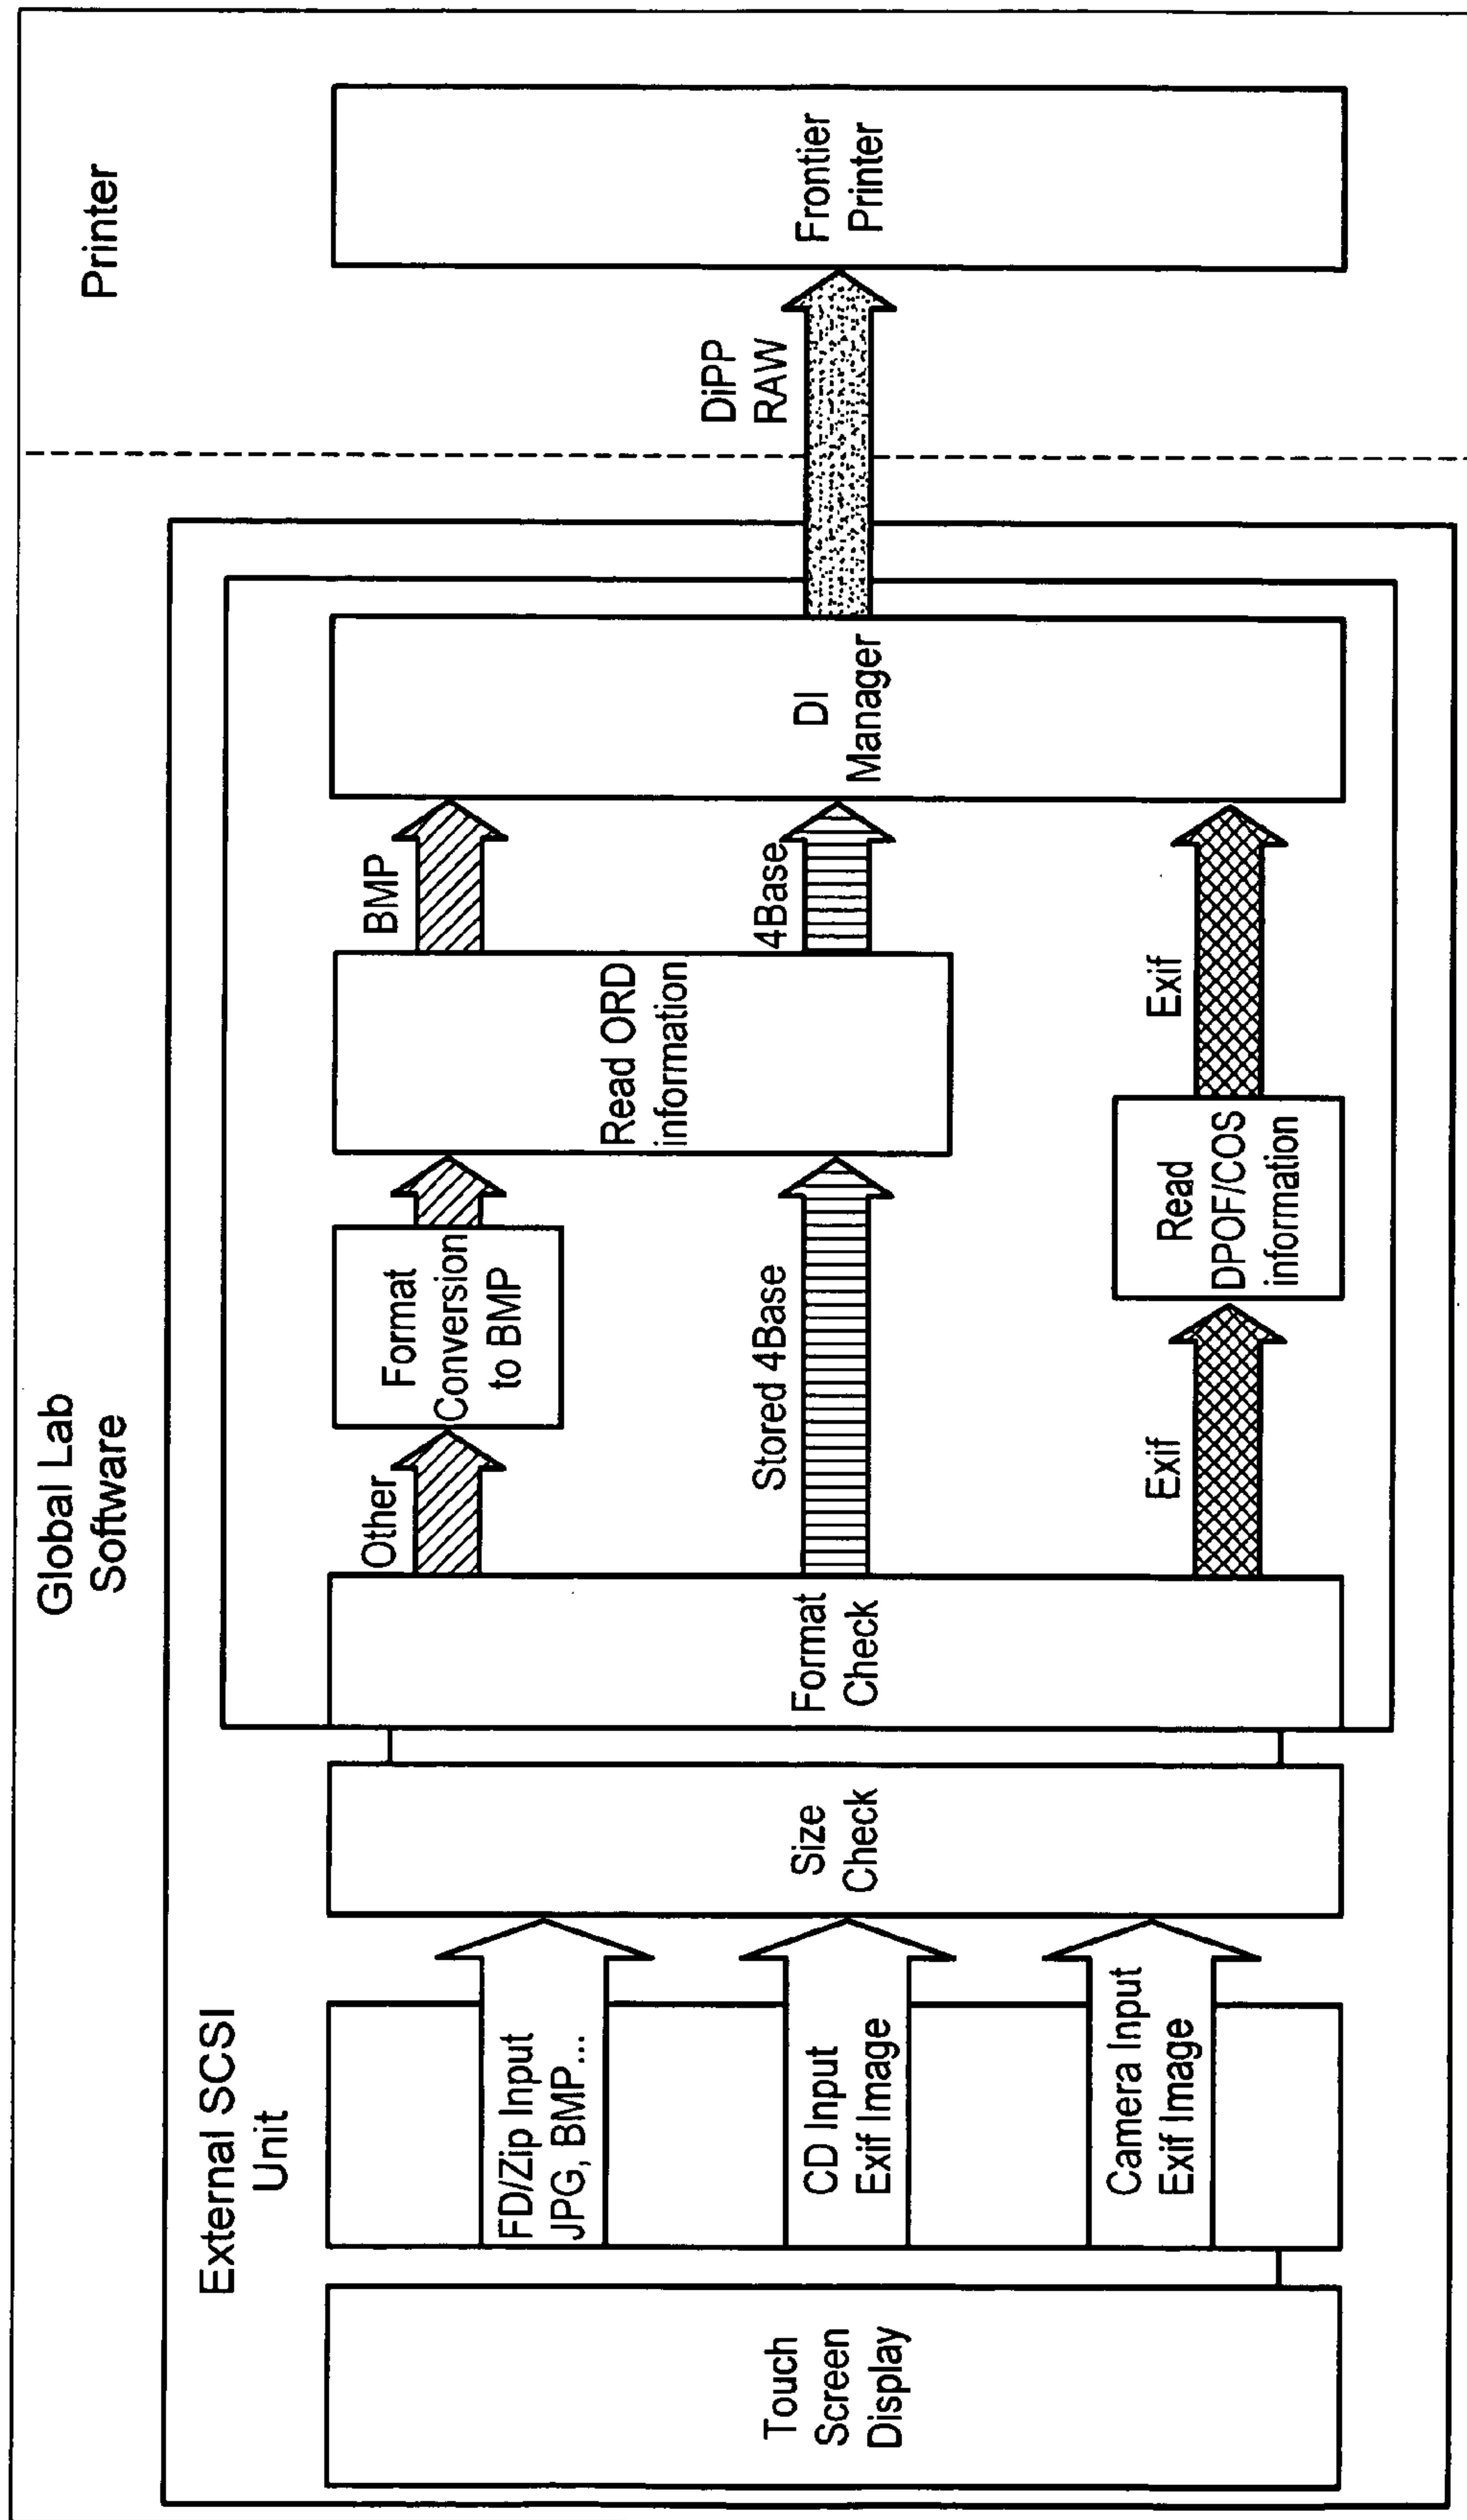 Global Lab
Software
Printer
External SCSI
Unit
Touch
Screen
Display
FD/Zip Input
JPG, BMP...
CD Input
Exif Image
Camera Input
Exif Image
Size
Check
Format
Check
Other
Format
Conversion
to BMP
Stored 4Base
Exif
Read ORD
information
Read
DPOF/COS
information
BMP
4Base
Exif
DI
Manager
DiPP
RAW
Frontier
Printer